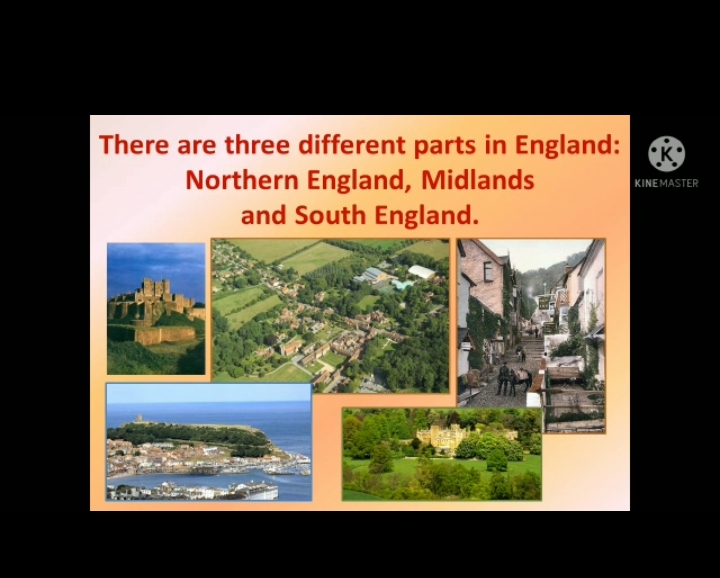 There are three different parts in England:
Northern England, Midlands
and South England.
K
KINEMASTER